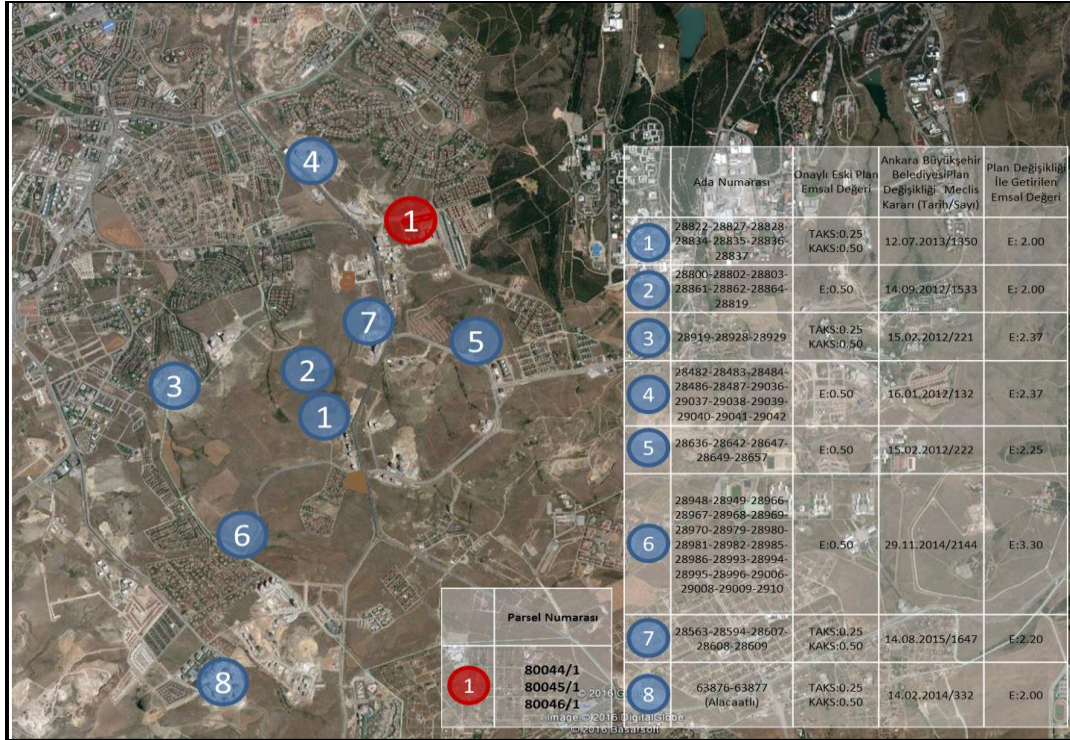 4
1
7
5
2
3
1
6
8
Ada Numarası
Onaylı Eski Plan
Emsal Değeri
Ankara Büyükşehir
BelediyesiPlan
Değişikliği Meclis
Kararı (Tarih/Sayı)
Plan Değişikliği
İle Getirilen
Emsal Değeri
1
28822-28827-28828-
28834-28835-28836-
28837
TAKS:0.25
KAKS:0.50
12.07.2013/1350
E: 2.00
2
28800-28802-28803-
28861-28862-28864-
28819
E:0.50
14.09.2012/1533
E: 2.00
3
28919-28928-28929
TAKS:0.25
KAKS:0.50
15.02.2012/221
E:2.37
4
28482-28483-28484-
28486-28487-29036-
29037-29038-29039-
29040-29041-29042
E:0.50
16.01.2012/132
E:2.37
5
28636-28642-28647-
28649-28657
E:0.50
15.02.2012/222
E:2.25
6
28948-28949-28966-
28967-28968-28969-
28970-28979-28980-
28981-28982-28985-
28986-28993-28994-
28995-28996-29006-
29008-29009-2910
E:0.50
29.11.2014/2144
E:3.30
7
28563-28594-28607-
28608-28609
TAKS:0.25
KAKS:0.50
14.08.2015/1647
E:2.20
8
63876-63877
(Alacaatlı)
TAKS:0.25
KAKS:0.50
14.02.2014/332
E:2.00
Parsel Numarası
1
80044/1
80045/1
80046/1
© 2016
Image © 2016 DigitalGlobe
© 2016 Basarsoft